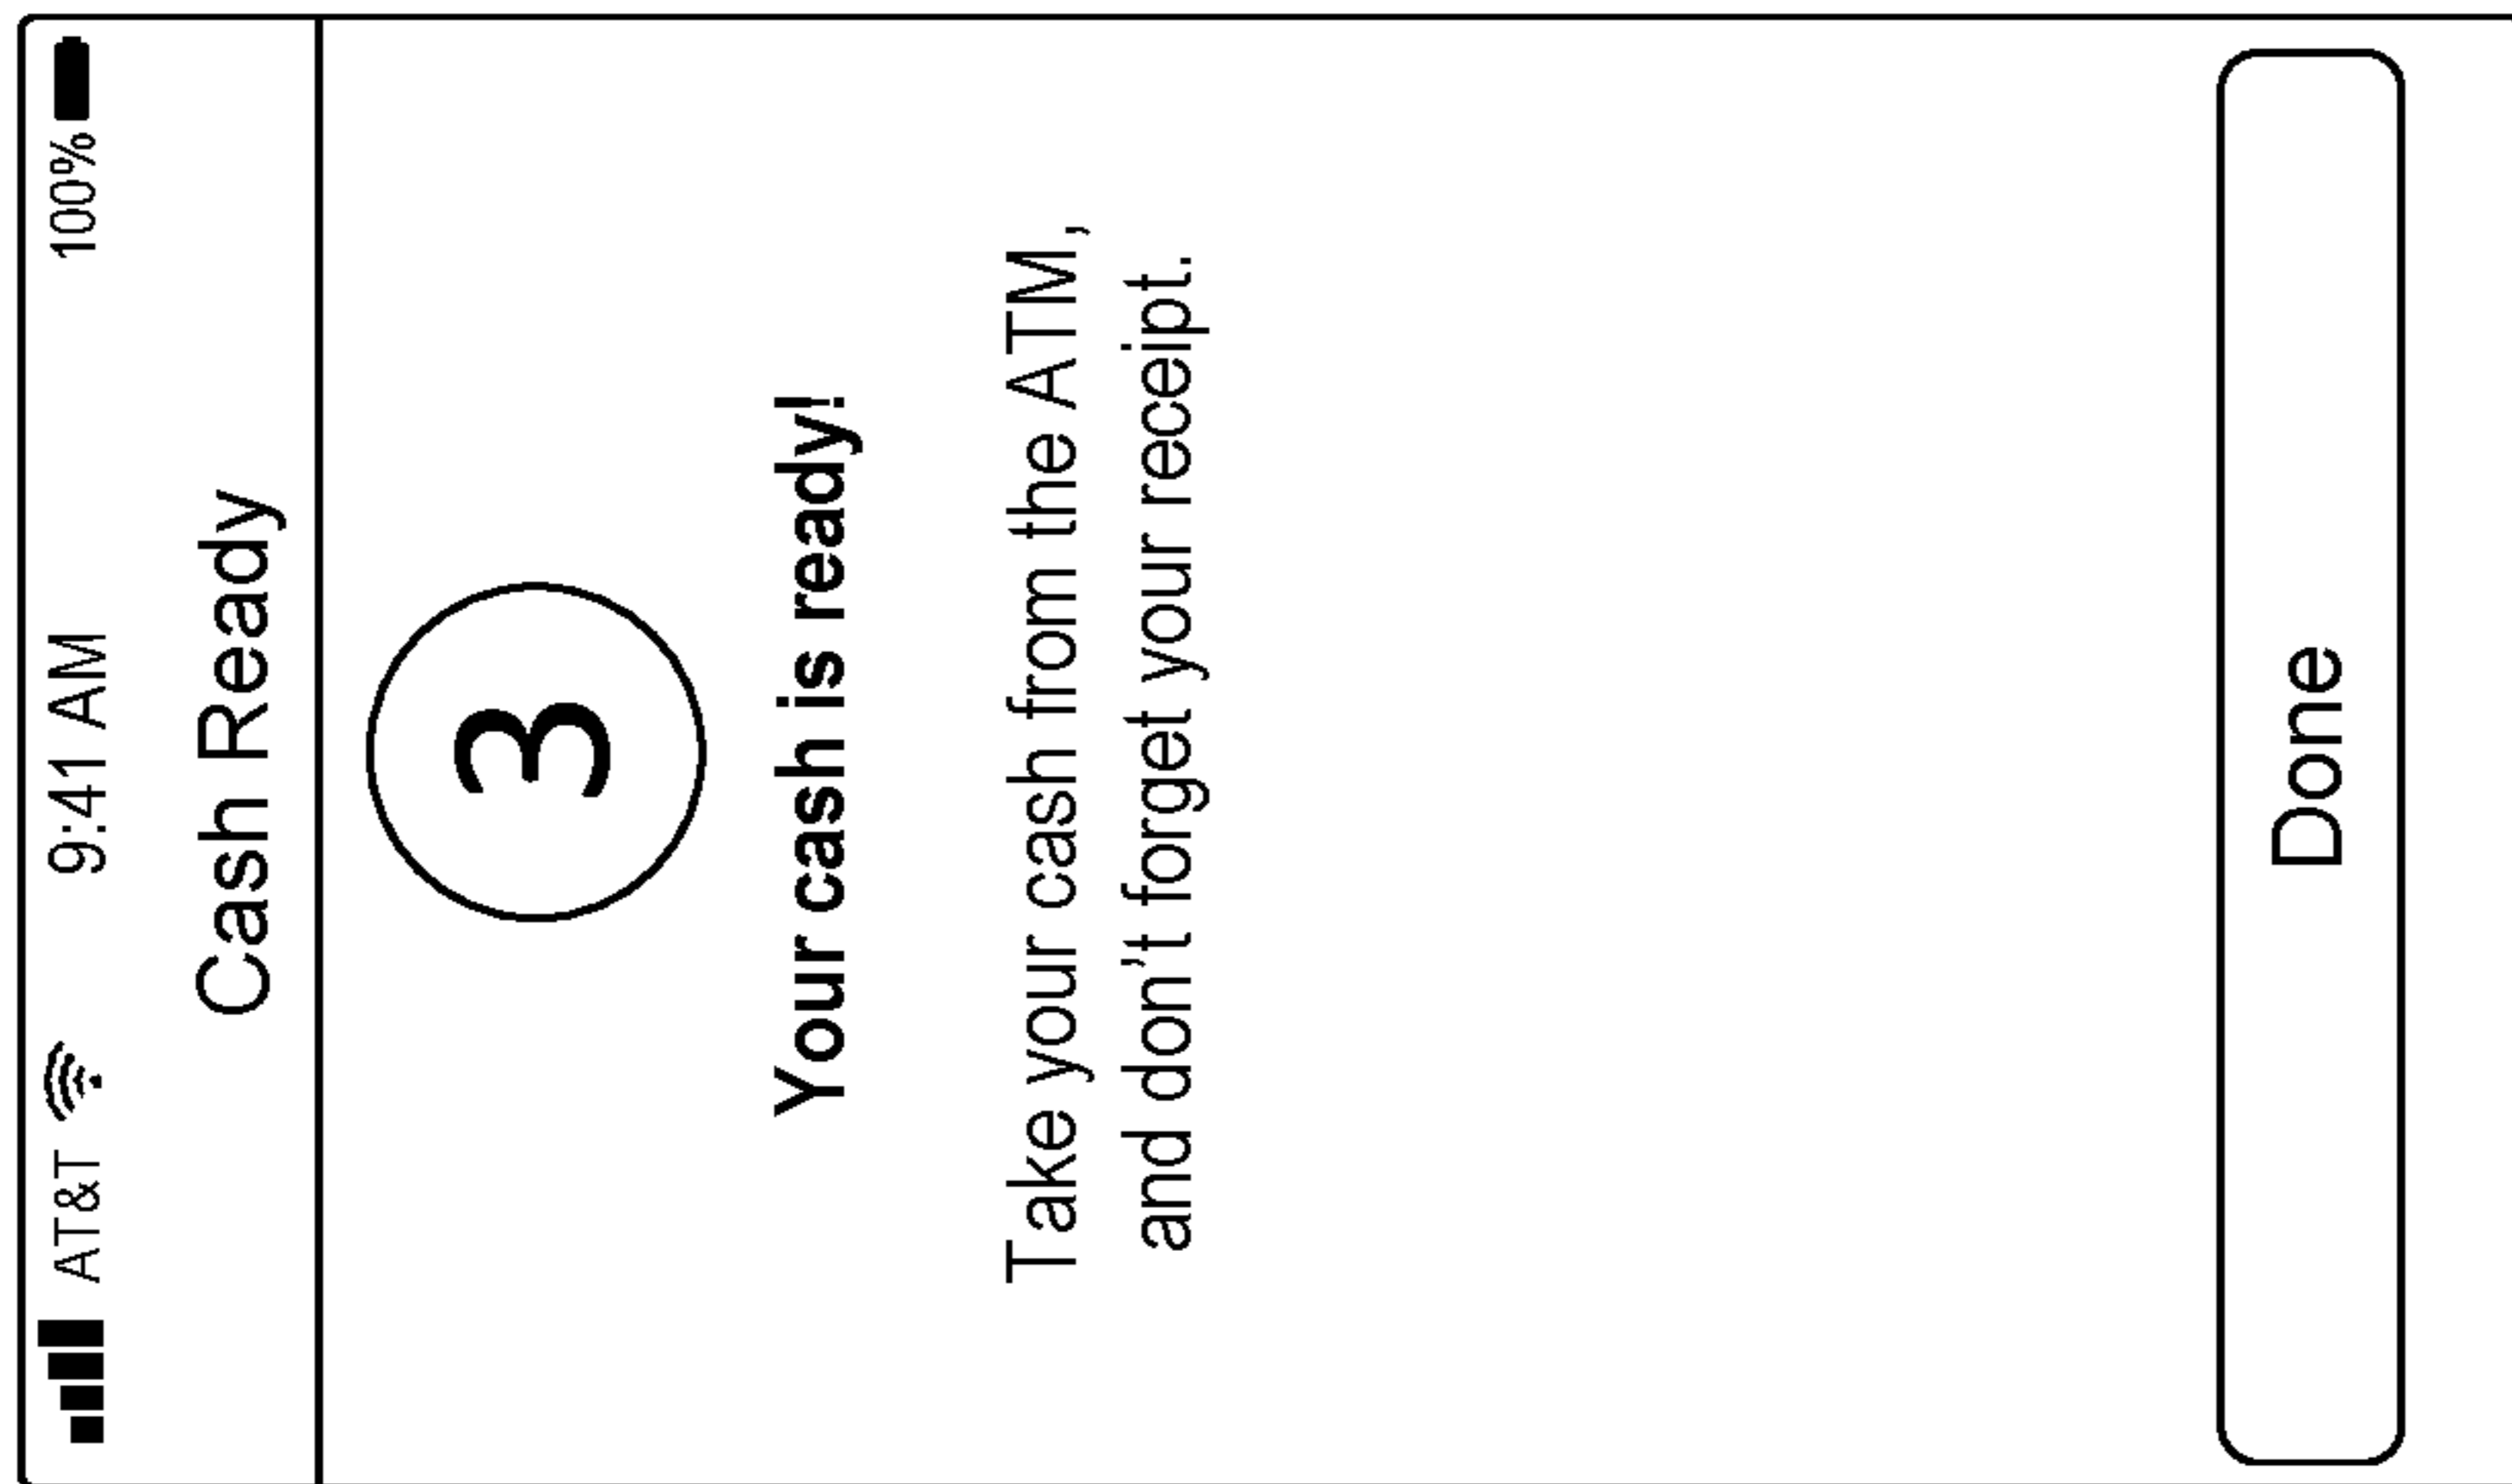 AT&T 9:41 AM 100%
Cash Ready
3
Your cash is ready!
Take your cash from the ATM,
and don't forget your receipt.
Done